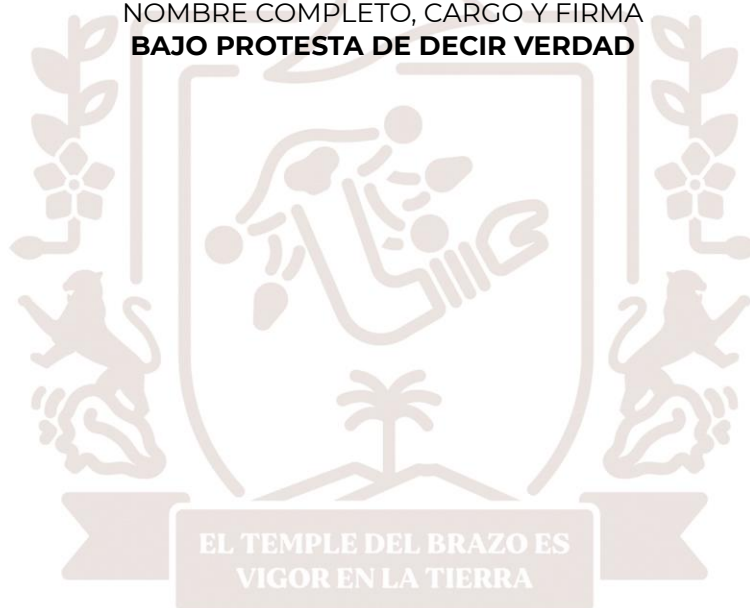 NOMBRE COMPLETO, CARGO Y FIRMA
BAJO PROTESTA DE DECIR VERDAD
EL TEMPLE DEL BRAZO ES
VIGOR EN LA TIERRA